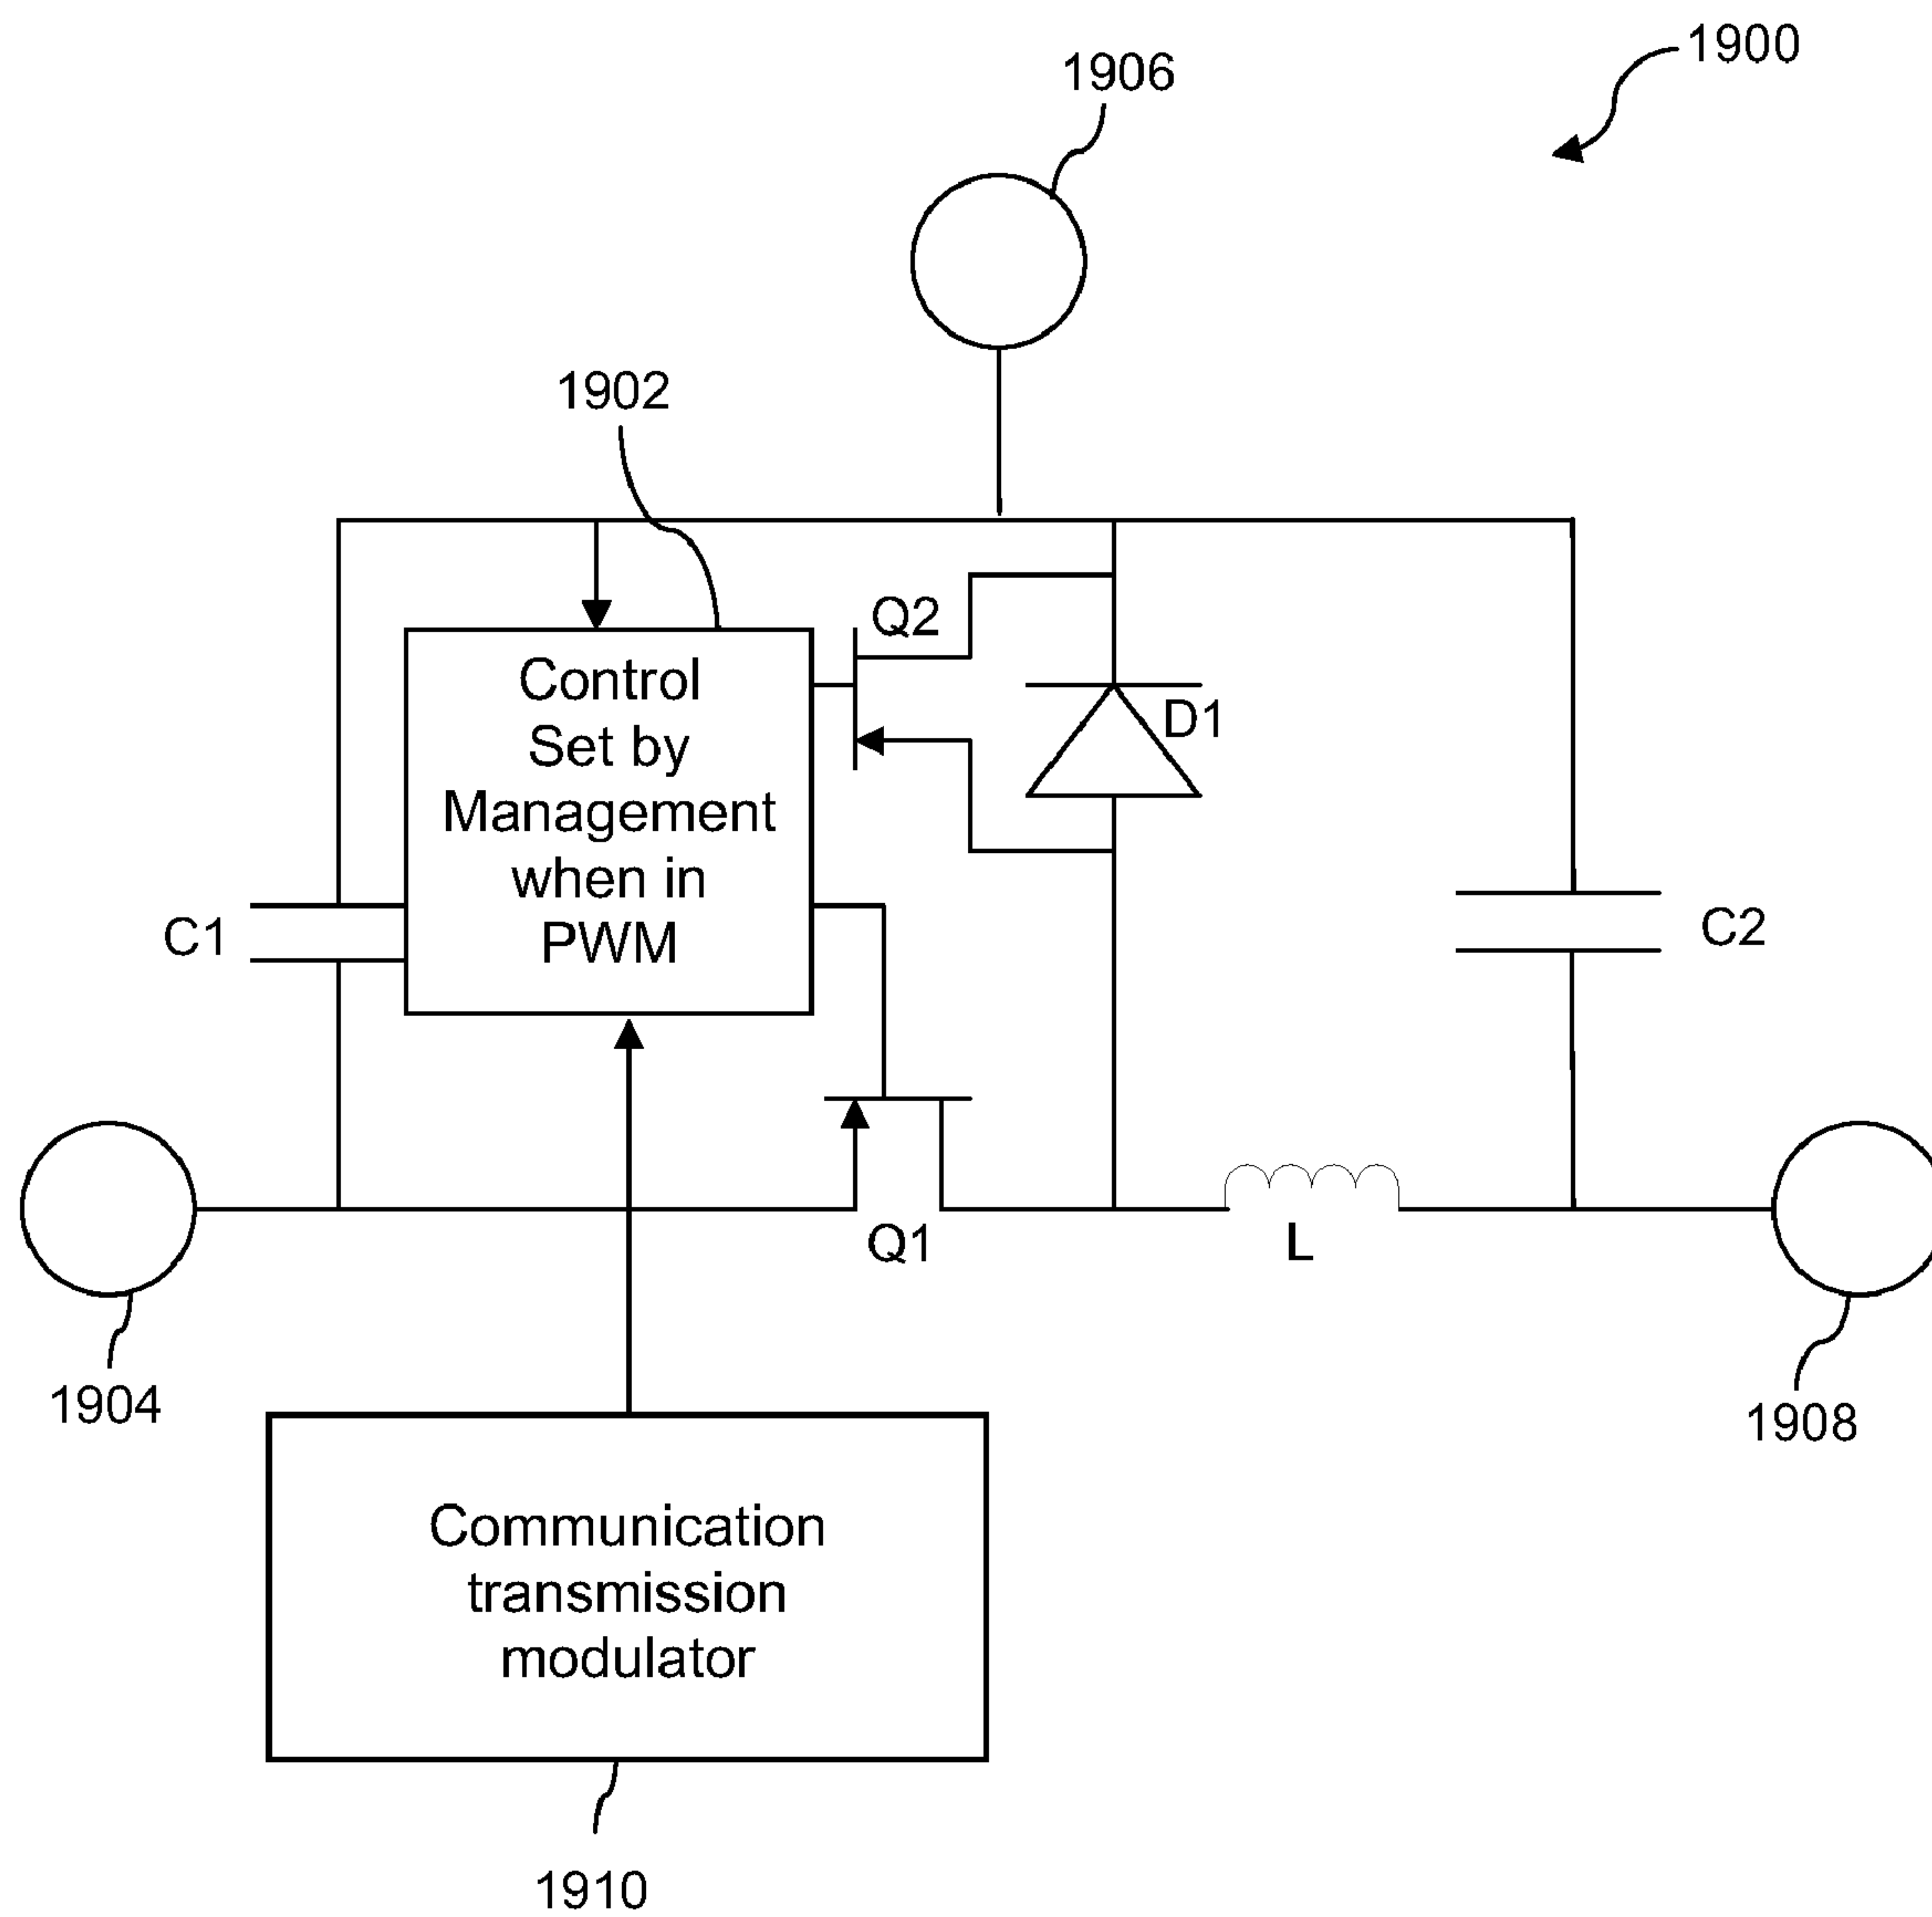 1900
1906
1902
Q2
Control
Set by
Management
when in
PWM
D1
C1
C2
Q1
L
1904
1908
Communication
transmission
modulator
1910